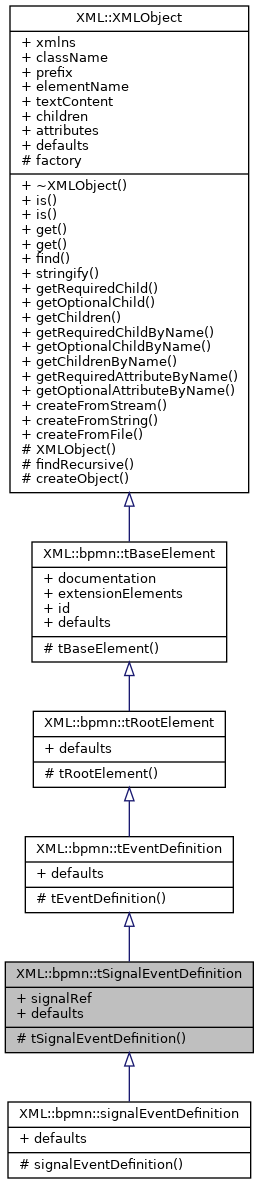 XML::XMLObject
+ xmlns
+ className
+ prefix
+ elementName
+ textContent
+ children
+ attributes
+ defaults
# factory
+ ~XMLObject()
+ is()
+ is()
+ get()
+ get()
+ find()
+ stringify()
+ getRequiredChild()
+ getOptionalChild()
+ getChildren()
+ getRequiredChildByName()
+ getOptionalChildByName()
+ getChildrenByName()
+ getRequiredAttributeByName()
+ getOptionalAttributeByName()
+ createFromStream()
+ createFromString()
+ createFromFile()
# XMLObject()
# findRecursive()
# createObject()
XML::bpmn::tBaseElement
+ documentation
+ extensionElements
+ id
+ defaults
# tBaseElement()
XML::bpmn::tRootElement
+ defaults
# tRootElement()
XML::bpmn::tEventDefinition
+ defaults
# tEventDefinition()
XML::bpmn::tSignalEventDefinition
+ signalRef
+ defaults
# tSignalEventDefinition()
XML::bpmn::signalEventDefinition
+ defaults
# signalEventDefinition()